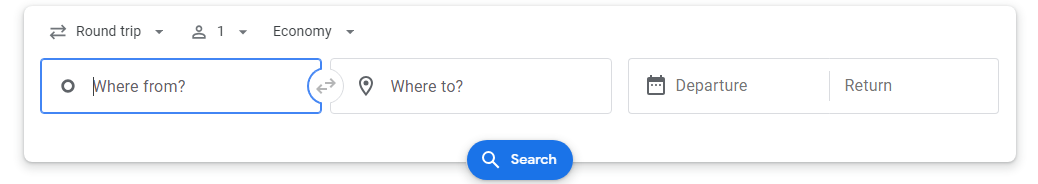 Round trip 1 Economy
Where from? Where to? Departure Return
Search